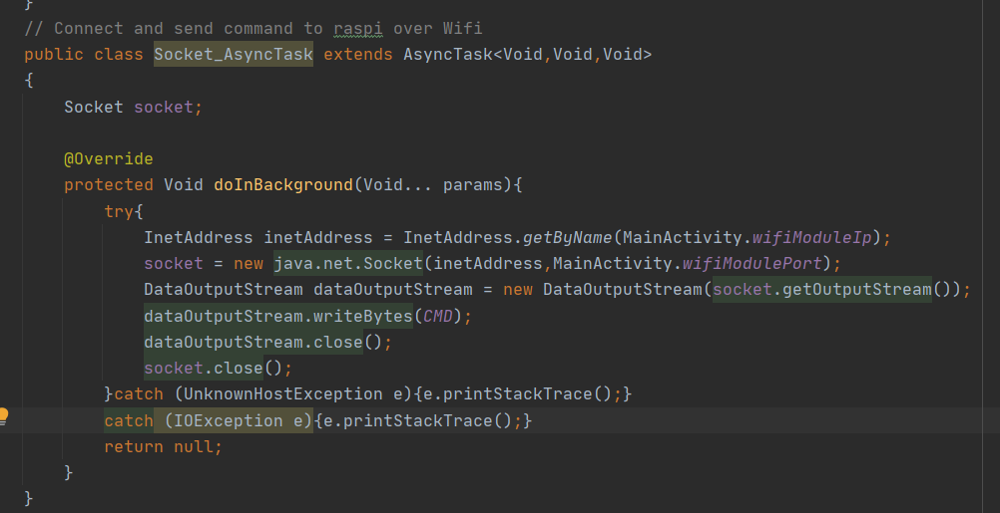 }
// Connect and send command to raspi over Wifi
public class Socket_AsyncTask extends AsyncTask<Void,Void,Void>
{
Socket socket;
@Override
protected Void doInBackground(Void... params){
try{
InetAddress inetAddress = InetAddress.getByName(MainActivity.wifiModuleIp);
socket = new java.net.Socket(inetAddress,MainActivity.wifiModulePort);
DataOutputStream dataOutputStream = new DataOutputStream(socket.getOutputStream());
dataOutputStream.writeBytes(CMD);
dataOutputStream.close();
socket.close();
}catch (UnknownHostException e){e.printStackTrace();}
catch (IOException e){e.printStackTrace();}
return null;
}
}